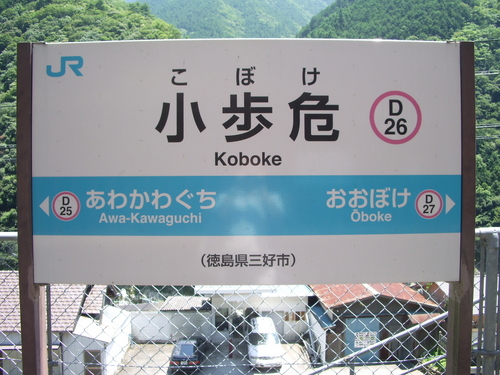 JR
こぼけ
小歩危
D
26
Koboke
D
25
あわかわぐち
Awa-Kawaguchi
おおぼけ
Ōboke
D
27
(徳島県三好市)